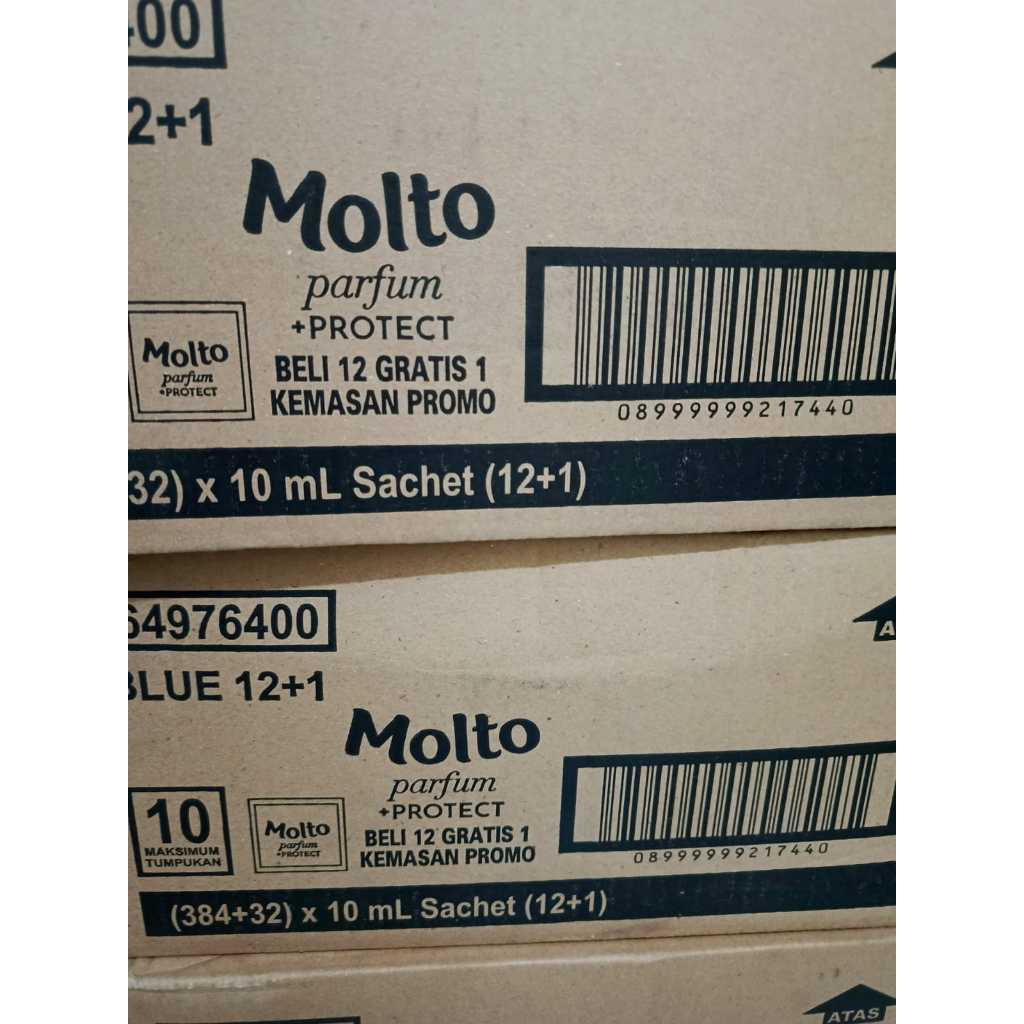 400
2+1
Molto
parfum
+PROTECT
Molto
parfum
+PROTECT
BELI 12 GRATIS 1
KEMASAN PROMO
08999999217440
32) x 10 mL Sachet (12+1)
64976400
BLUE 12+1
Molto
parfum
+PROTECT
10
MAKSIMUM
TUMPUKAN
Molto
parfum
+PROTECT
BELI 12 GRATIS 1
KEMASAN PROMO
08999999217440
(384+32) x 10 mL Sachet (12+1)
ATAS